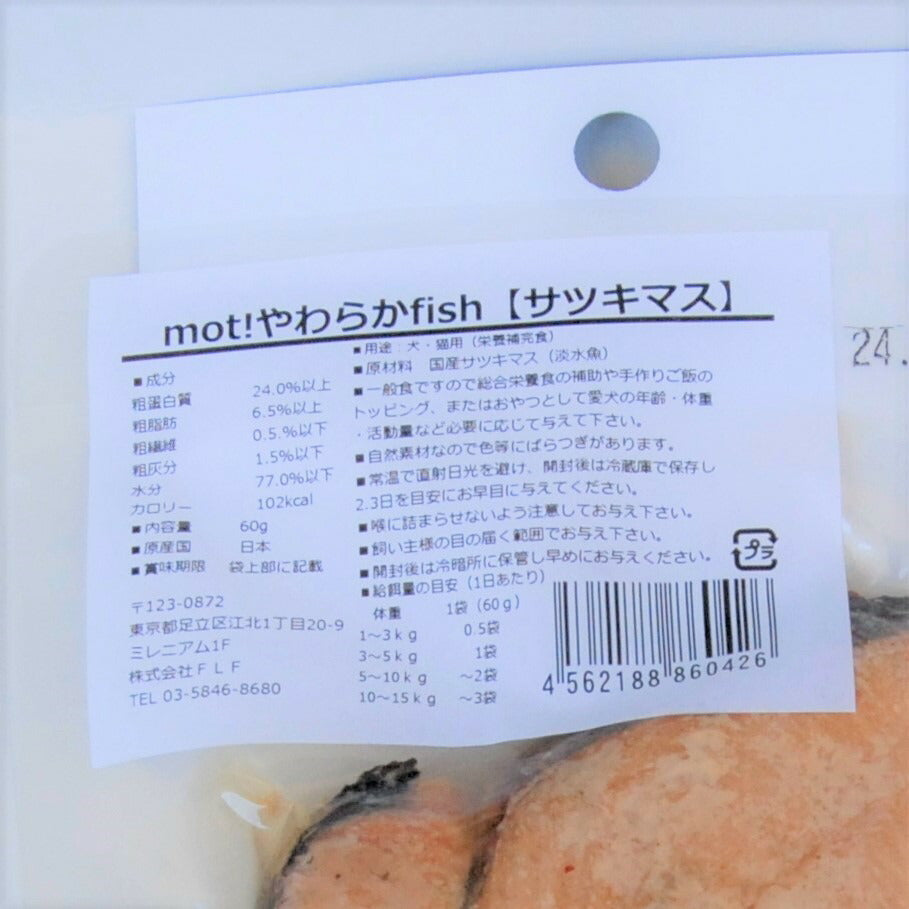 mot!やわらかfish【サツキマス】
■成分
粗蛋白質 24.0%以上
粗脂肪 6.5%以上
粗繊維 0.5.%以下
粗灰分 1.5%以下
水分 77.0%以下
カロリー 102kcal
■内容量 60g
■原産国 日本
■賞味期限 袋上部に記載
〒123-0872
東京都足立区江北1丁目20-9
ミレニアム1F
株式会社ＦＬＦ
TEL 03-5846-8680
■用途 犬・猫用（栄養補完食）
■原材料 国産サツキマス（淡水魚）
■一般食ですので総合栄養食の補助や手作りご飯の
トッピング、またはおやつとして愛犬の年齢・体重
・活動量など必要に応じて与えて下さい。
■自然素材なので色等にばらつきがあります。
■常温で直射日光を避け、開封後は冷蔵庫で保存し
2.3日を目安にお早目に与えてください。
■喉に詰まらせないよう注意してお与え下さい。
■飼い主様の目の届く範囲でお与え下さい。
■開封後は冷暗所に保管し早めにお与えください。
■給餌量の目安（1日あたり）
体重 1袋（60ｇ）
1～3ｋｇ 0.5袋
3～5ｋｇ 1袋
5～10ｋｇ ～2袋
10～15ｋｇ ～3袋
プラ
4 562188 860426
24.